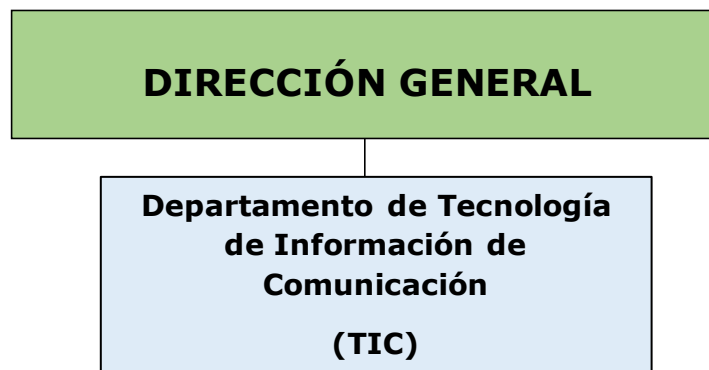 DIRECCIÓN GENERAL
Departamento de Tecnología
de Información de
Comunicación
(TIC)